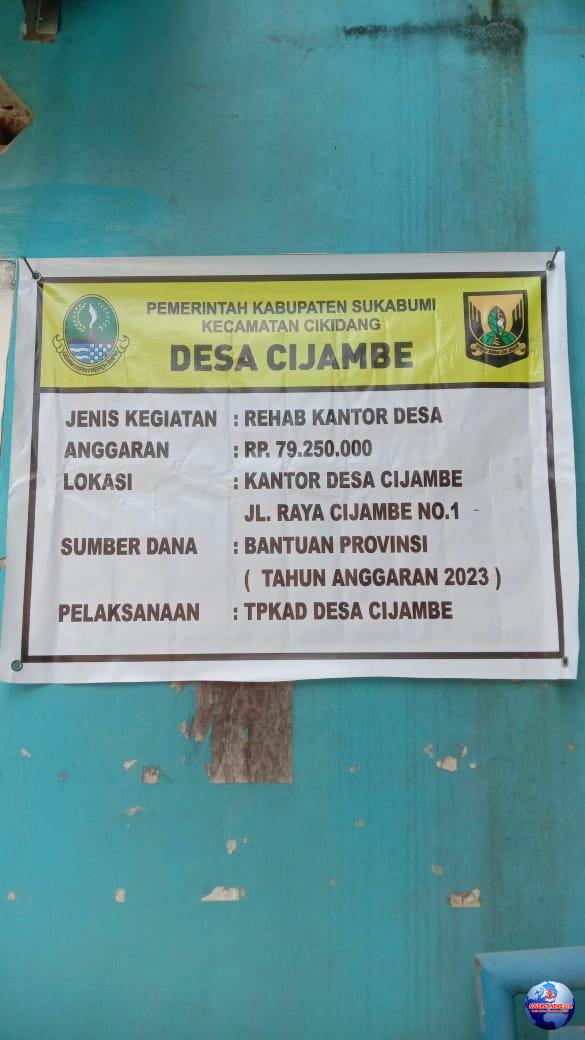 PEMERINTAH KABUPATEN SUKABUMI
KECAMATAN CIKIDANG
DESA CIJAMBE
JENIS KEGIATAN : REHAB KANTOR DESA
ANGGARAN : RP. 79.250.000
LOKASI : KANTOR DESA CIJAMBE
JL. RAYA CIJAMBE NO.1
SUMBER DANA : BANTUAN PROVINSI
( TAHUN ANGGARAN 2023 )
PELAKSANAAN : TPKAD DESA CIJAMBE